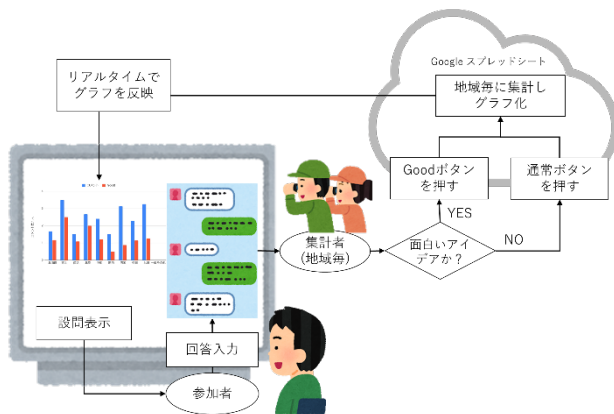 Google スプレッドシート
リアルタイムで
グラフを反映
地域毎に集計し
グラフ化
Goodボタン
を押す
通常ボタン
を押す
YES
集計者
(地域毎)
面白いアイ
デアか？
NO
設問表示
回答入力
参加者